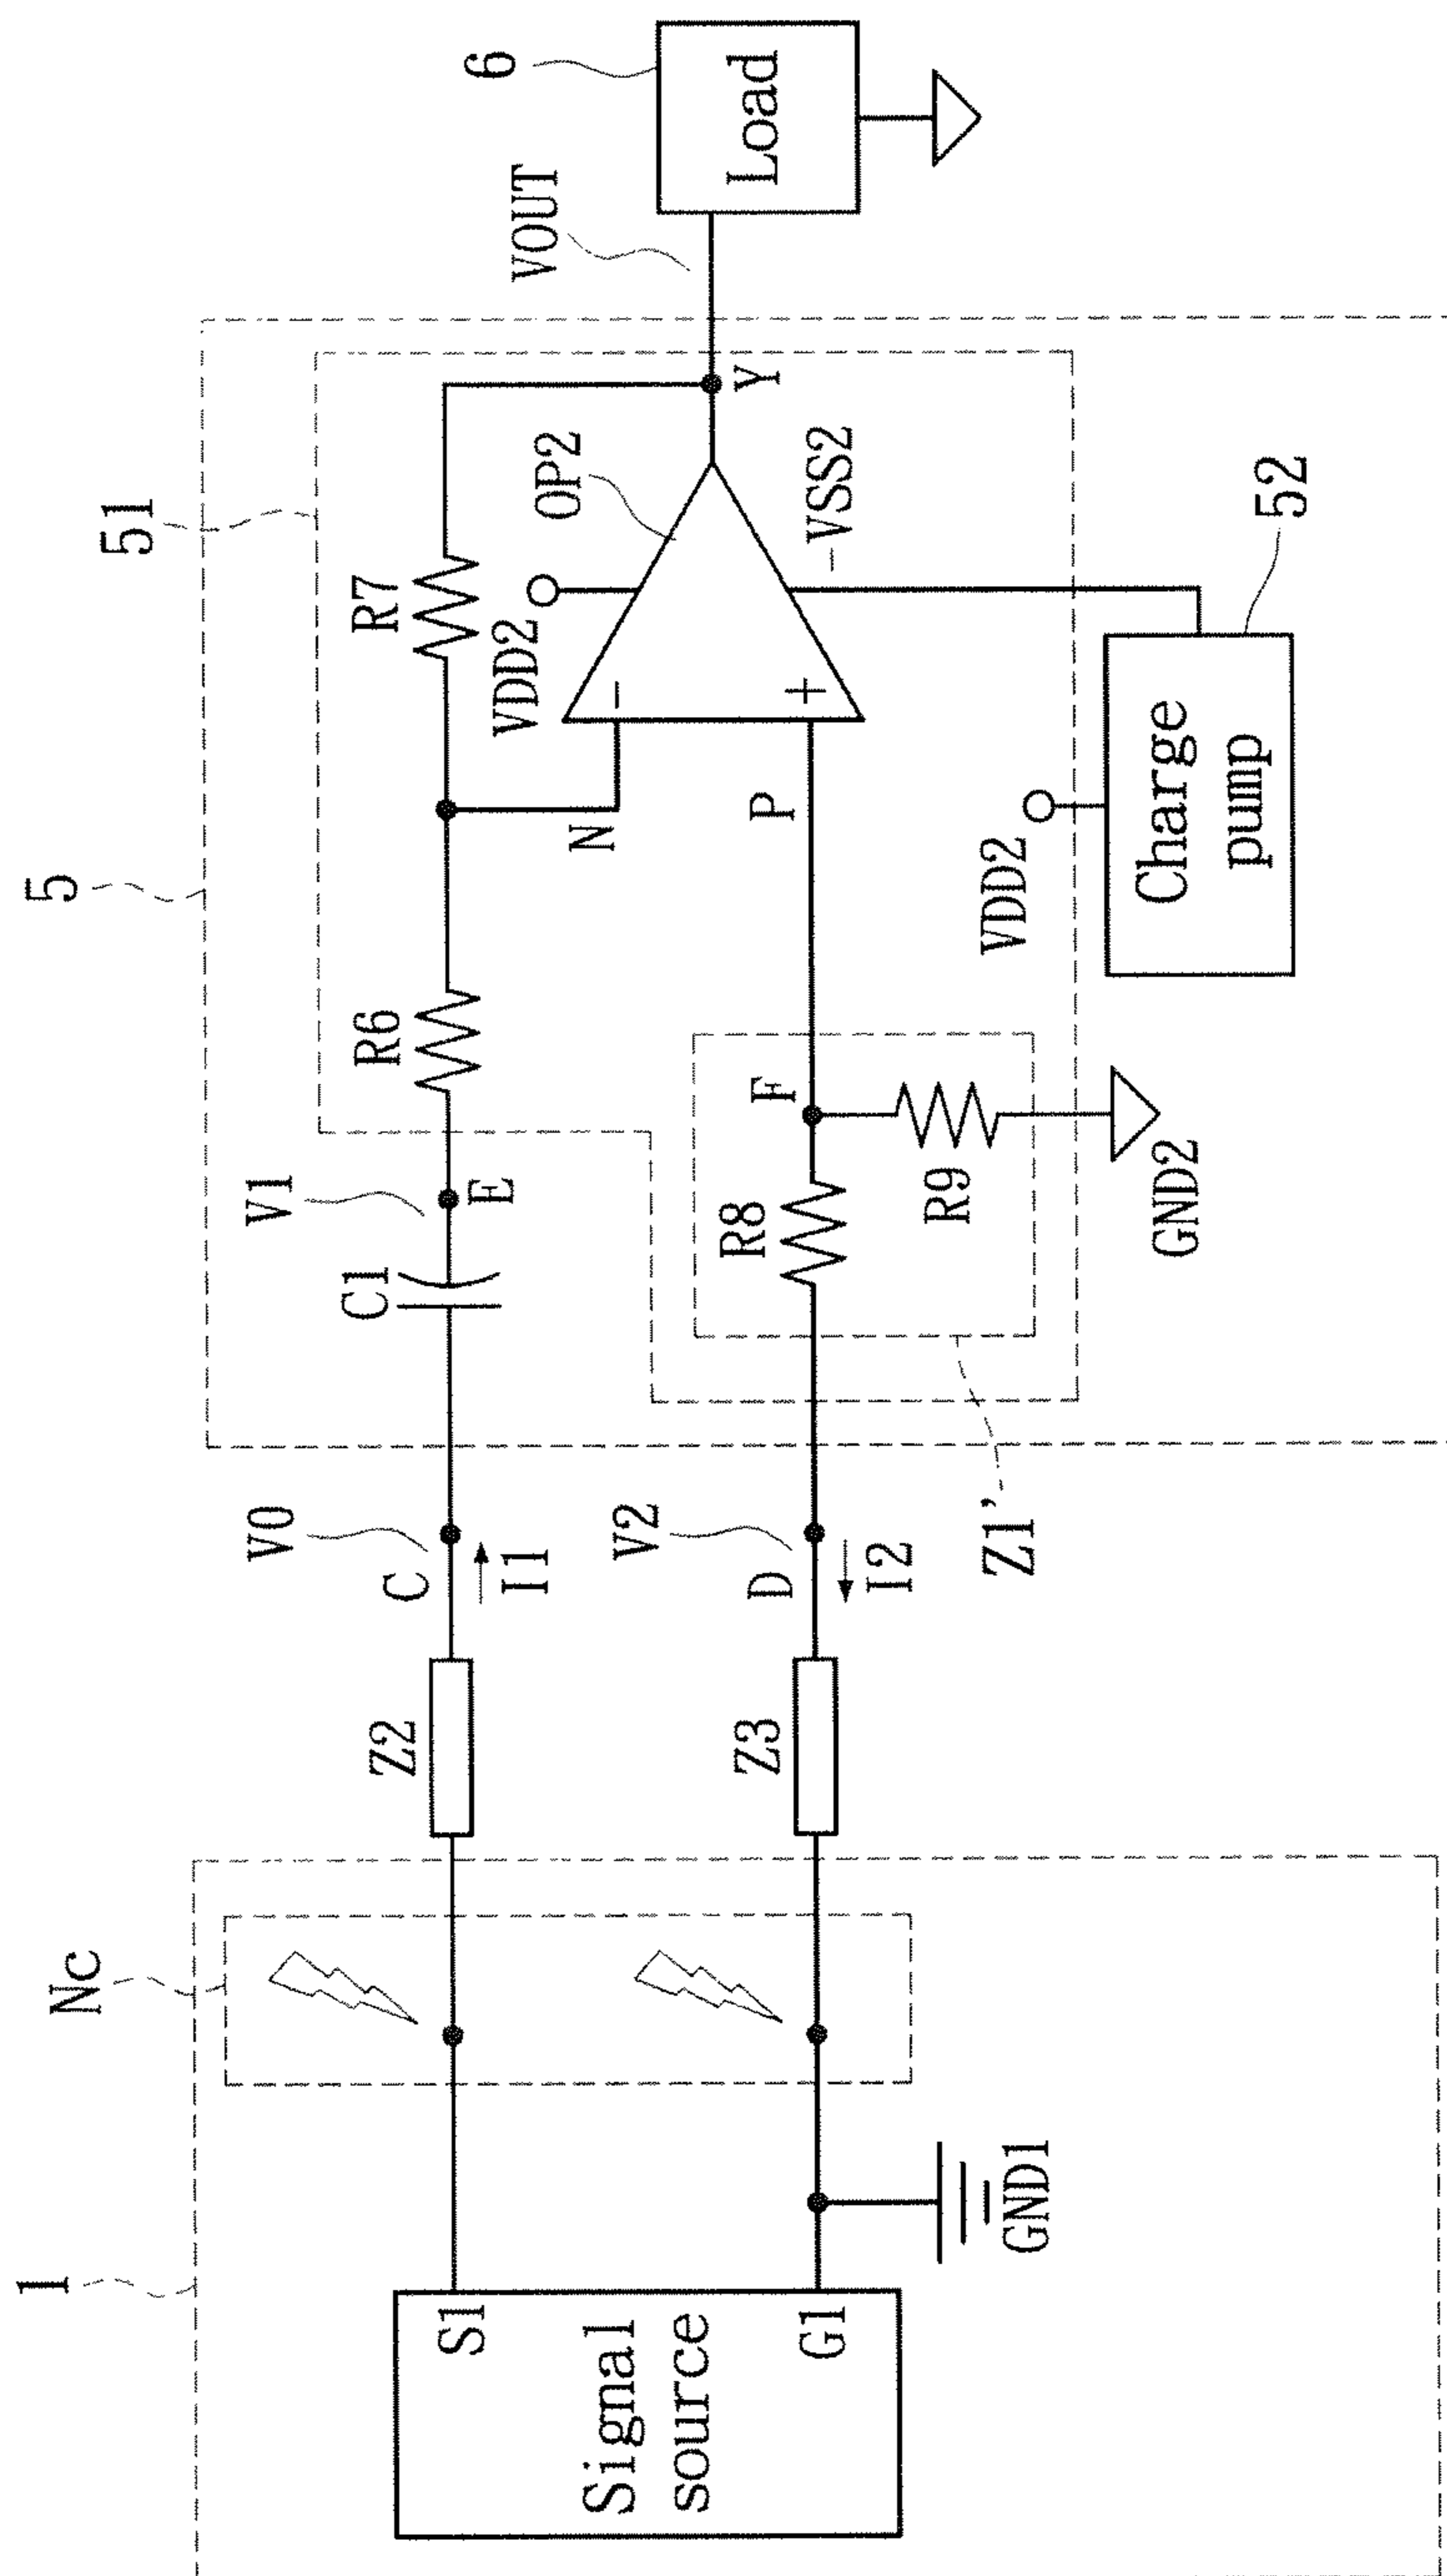 1
Nc
5
51
6
Signal
source
S1
G1
GND1
Z2
Z3
V0
C
I1
V2
D
I2
C1
V1
E
R6
R7
N
VDD2
OP2
-
+
P
-VSS2
Y
VOUT
Load
R8
F
R9
GND2
Z1'
VDD2
Charge
pump
52